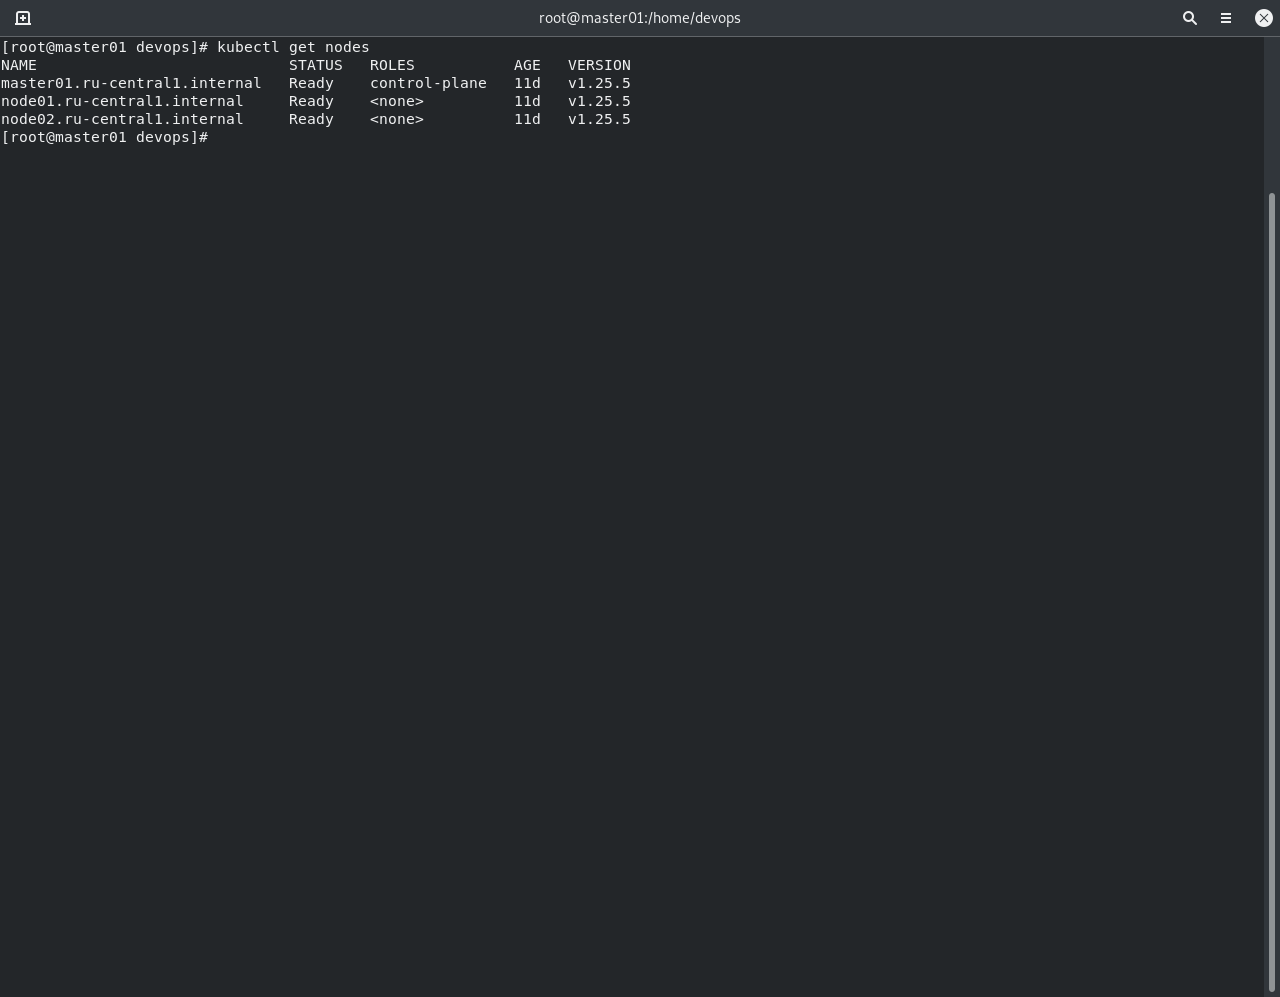 root@master01:/home/devops
[root@master01 devops]# kubectl get nodes
NAME                            STATUS   ROLES           AGE   VERSION
master01.ru-central1.internal   Ready    control-plane   11d   v1.25.5
node01.ru-central1.internal     Ready    <none>          11d   v1.25.5
node02.ru-central1.internal     Ready    <none>          11d   v1.25.5
[root@master01 devops]#